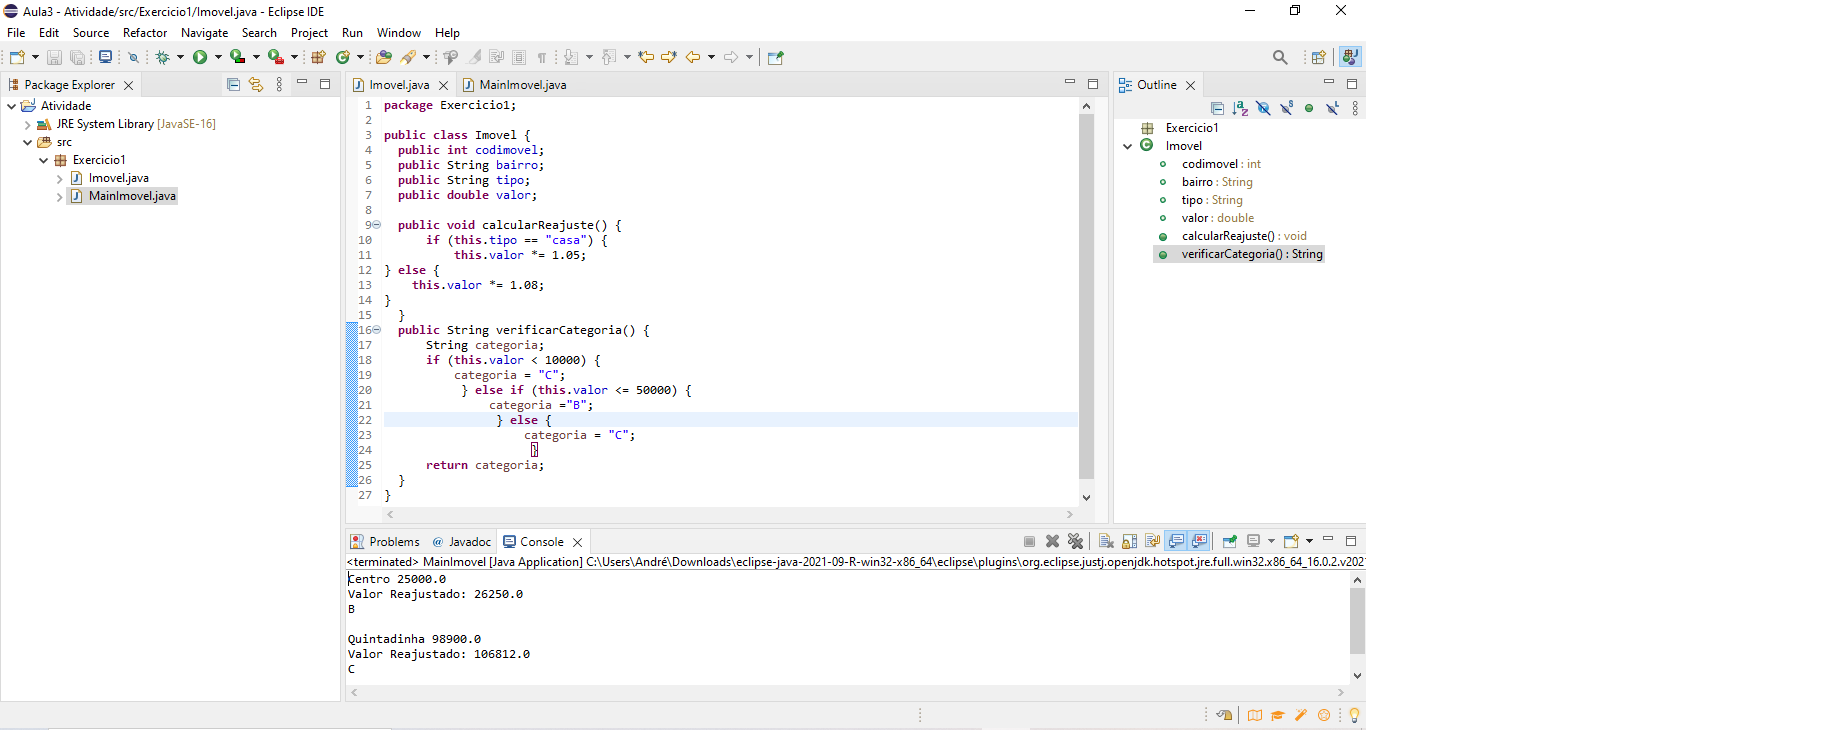 Aula3 - Atividade/src/Exercicio1/Imovel.java - Eclipse IDE
File Edit Source Refactor Navigate Search Project Run Window Help
Package Explorer
Atividade
JRE System Library [JavaSE-16]
src
Exercicio1
Imovel.java
MainImovel.java
Imovel.java MainImovel.java
1 package Exercicio1;
2
3 public class Imovel {
4 public int codimovel;
5 public String bairro;
6 public String tipo;
7 public double valor;
8
9 public void calcularReajuste() {
10 if (this.tipo == "casa") {
11 this.valor *= 1.05;
12 } else {
13 this.valor *= 1.08;
14 }
15 }
16 public String verificarCategoria() {
17 String categoria;
18 if (this.valor < 10000) {
19 categoria = "C";
20 } else if (this.valor <= 50000) {
21 categoria ="B";
22 } else {
23 categoria = "C";
24 }
25 return categoria;
26 }
27 }
Outline
Exercicio1
Imovel
codimovel : int
bairro : String
tipo : String
valor : double
calcularReajuste() : void
verificarCategoria() : String
Problems @ Javadoc Console
<terminated> MainImovel [Java Application] C:\Users\André\Downloads\eclipse-java-2021-09-R-win32-x86_64\eclipse\plugins\org.eclipse.justj.openjdk.hotspot.jre.full.win32.x86_64_16.0.2.v2021
Centro 25000.0
Valor Reajustado: 26250.0
B
Quintadinha 98900.0
Valor Reajustado: 106812.0
C